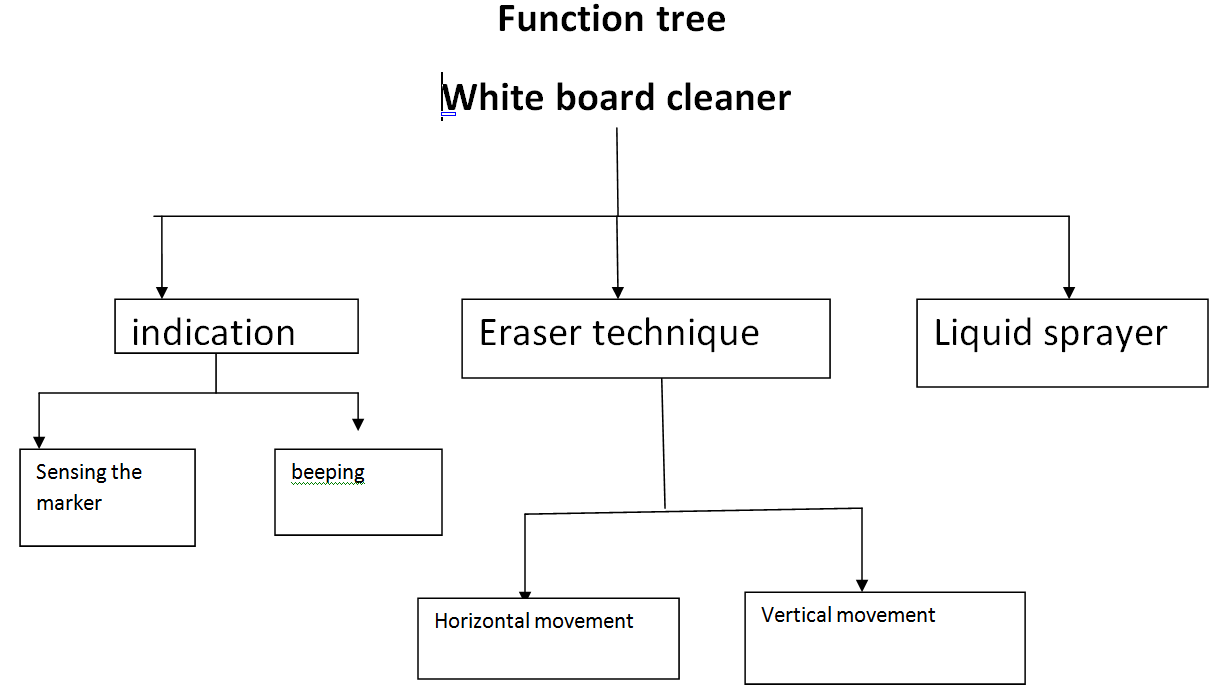 Function tree
White board cleaner
indication
Eraser technique
Liquid sprayer
Sensing the
marker
beeping
Horizontal movement
Vertical movement